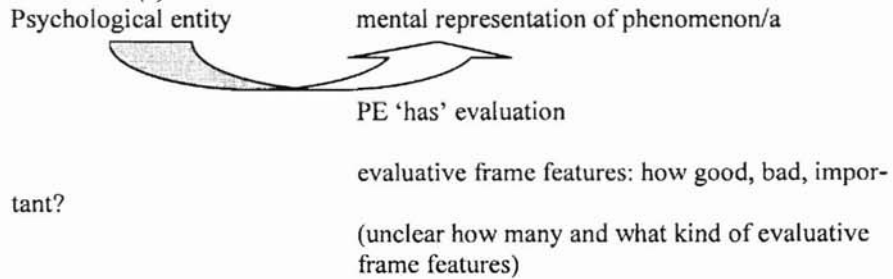 Psychological entity mental representation of phenomenon/a
PE ‘has’ evaluation
evaluative frame features: how good, bad, impor-
tant?
(unclear how many and what kind of evaluative
frame features)